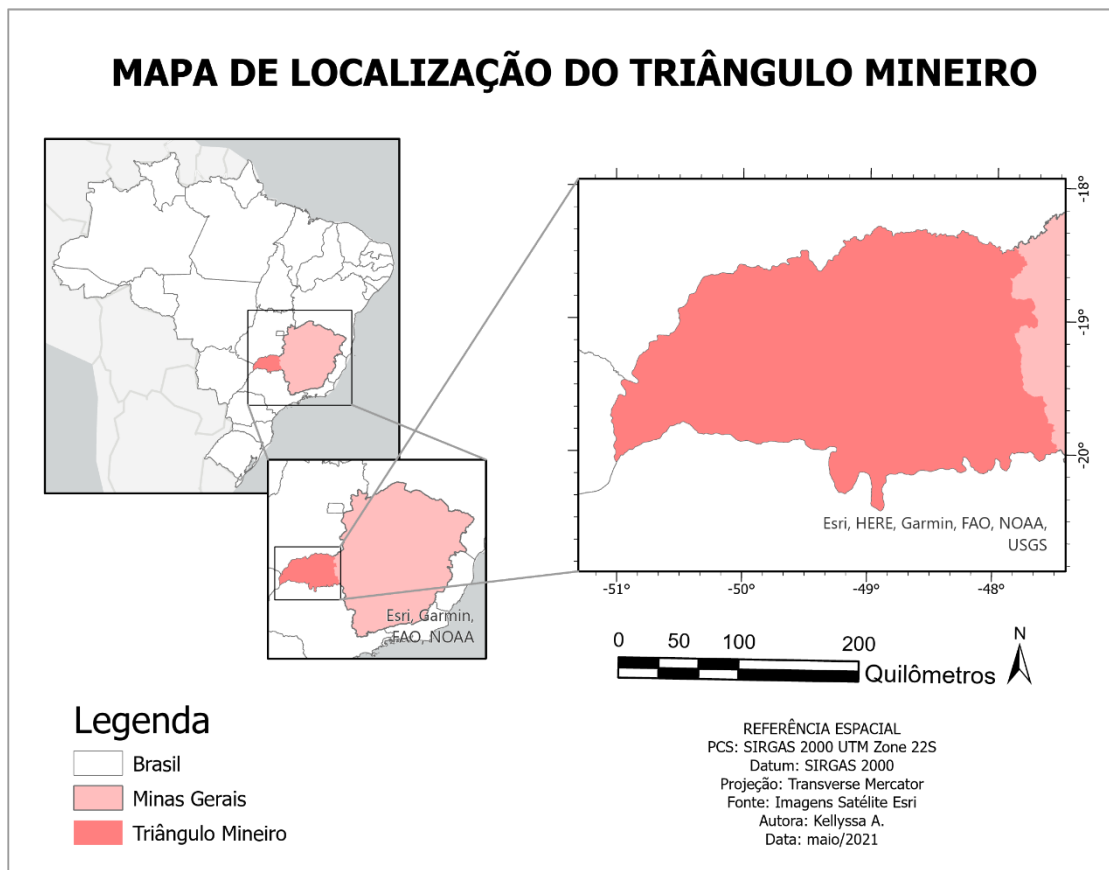 MAPA DE LOCALIZAÇÃO DO TRIÂNGULO MINEIRO
-18°
-19°
-20°
Esri, HERE, Garmin, FAO, NOAA,
USGS
-51° -50° -49° -48°
Esri, Garmin,
FAO, NOAA
0 50 100 200
Quilômetros
N
Legenda
Brasil
Minas Gerais
Triângulo Mineiro
REFERÊNCIA ESPACIAL
PCS: SIRGAS 2000 UTM Zone 22S
Datum: SIRGAS 2000
Projeção: Transverse Mercator
Fonte: Imagens Satélite Esri
Autora: Kellyssa A.
Data: maio/2021